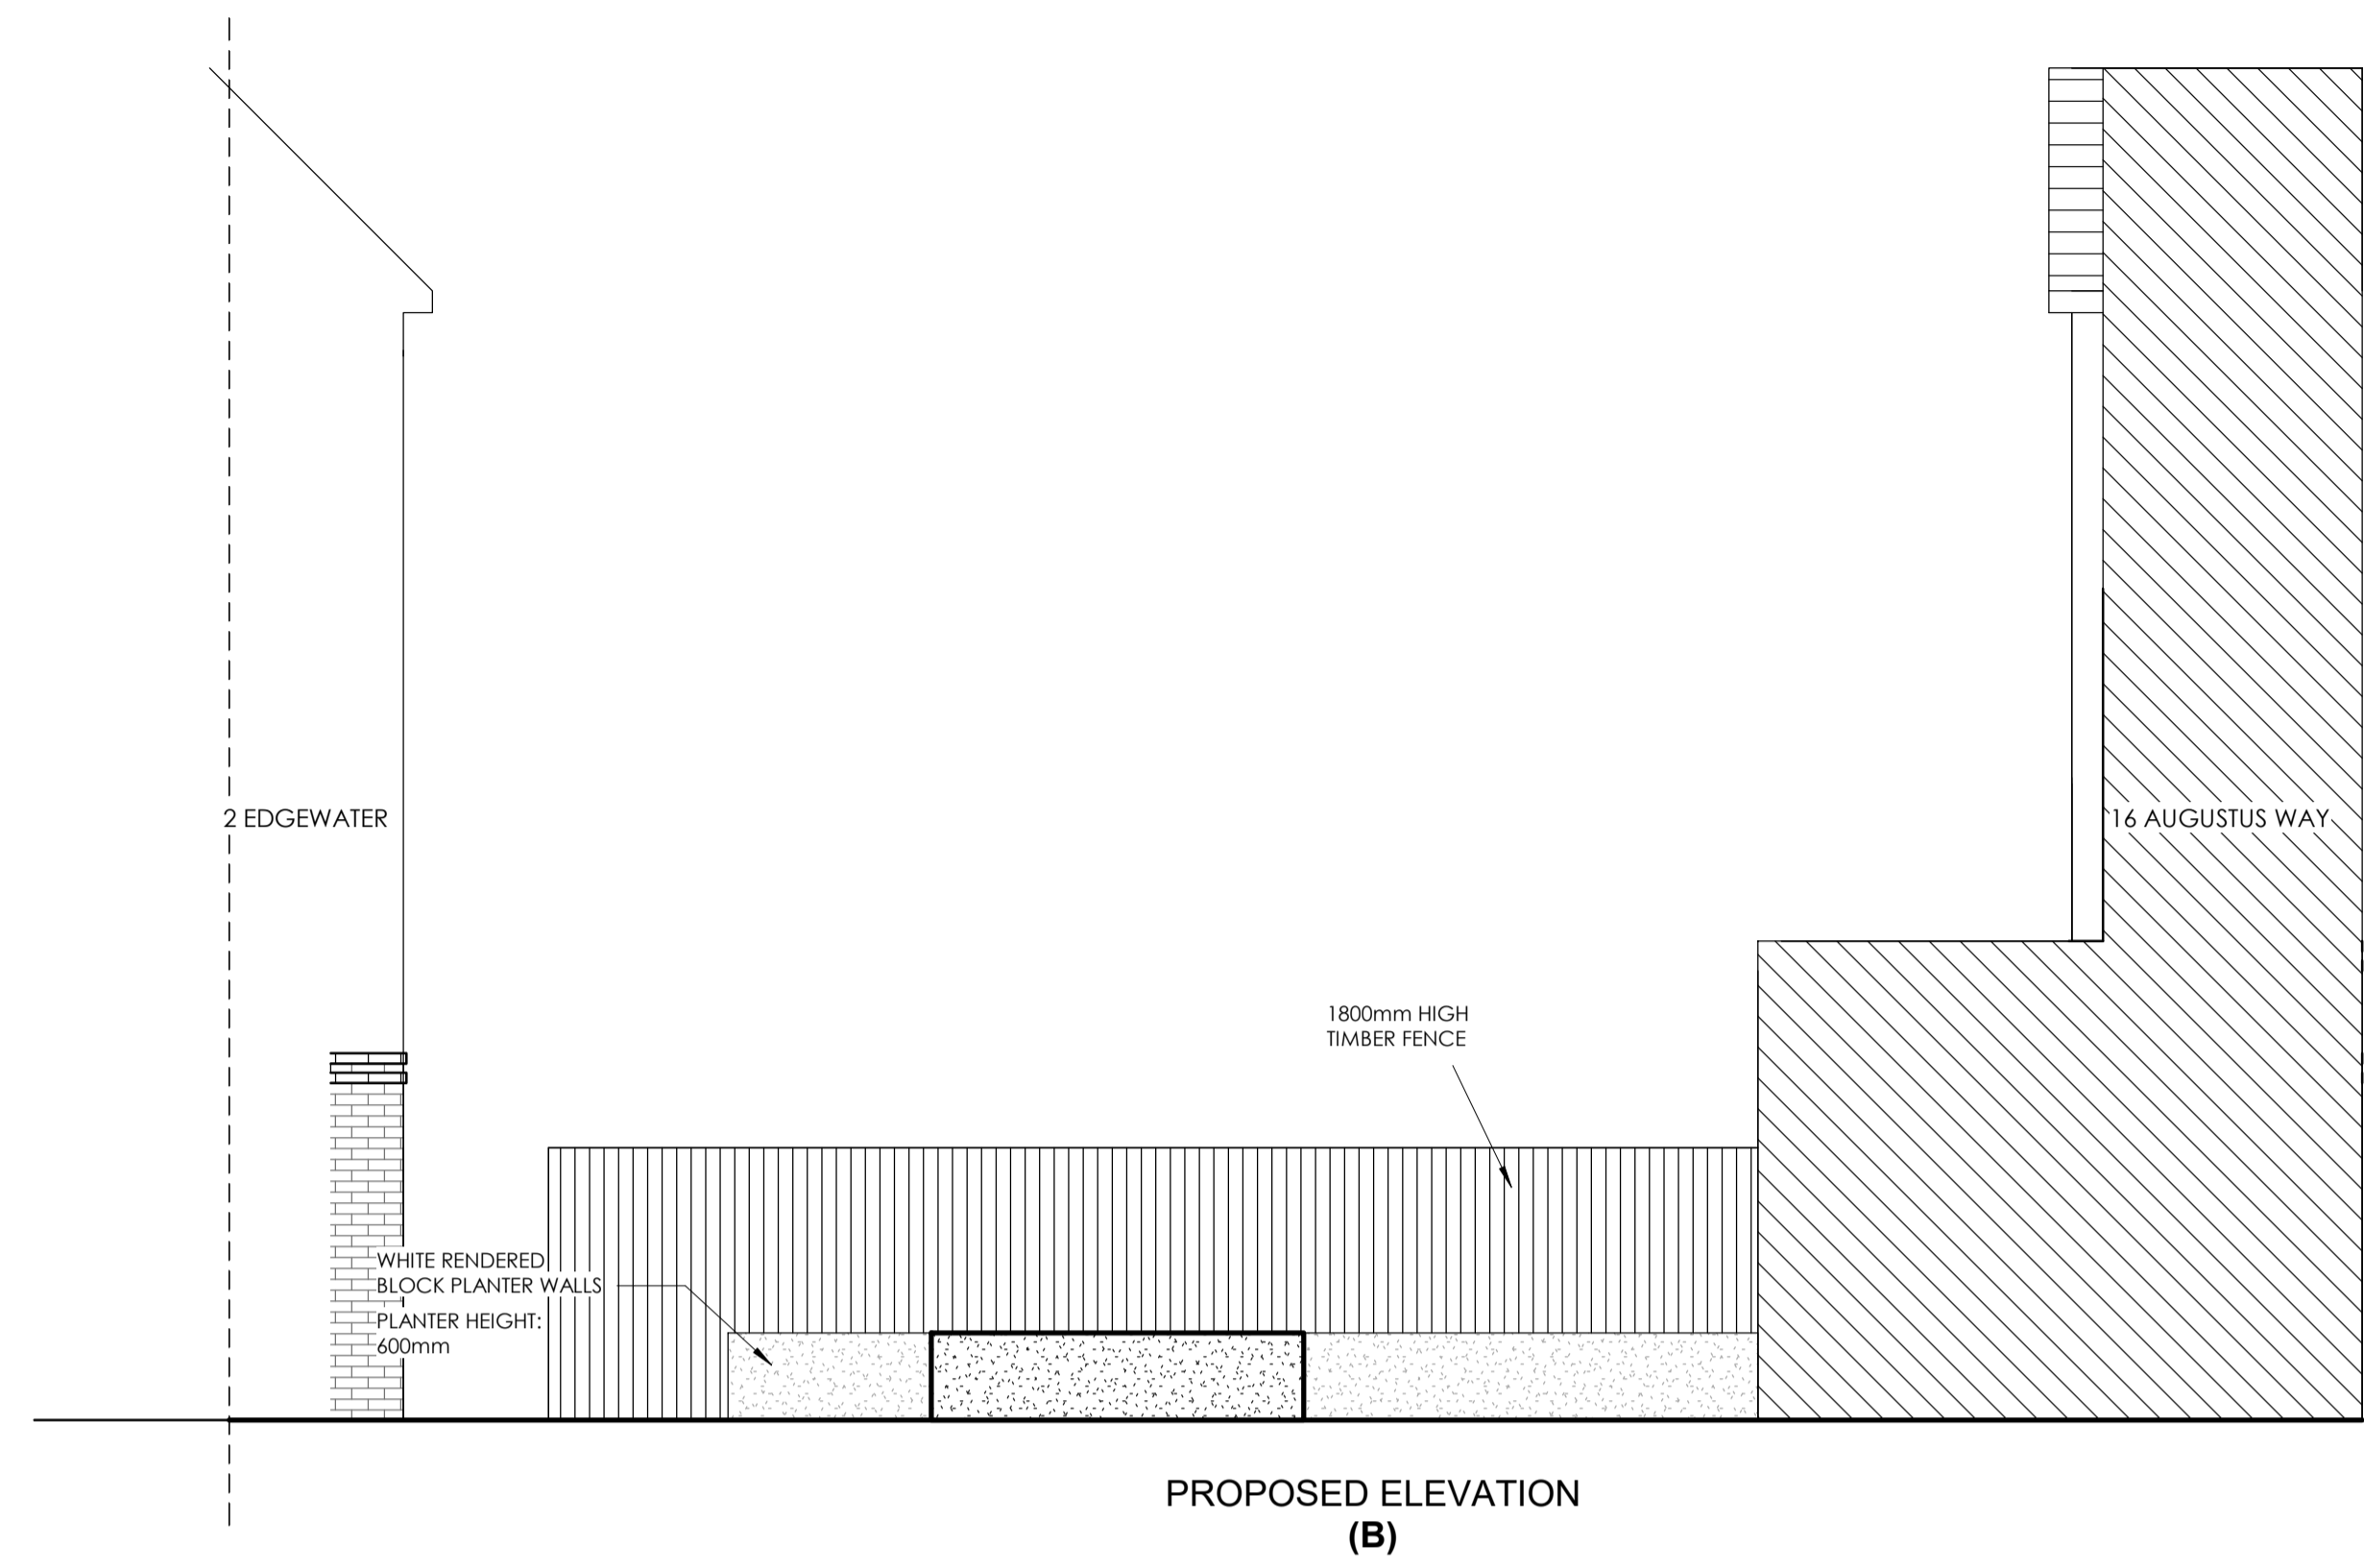 2 EDGEWATER
16 AUGUSTUS WAY
1800mm HIGH
TIMBER FENCE
WHITE RENDERED
BLOCK PLANTER WALLS
PLANTER HEIGHT:
600mm
PROPOSED ELEVATION
(B)